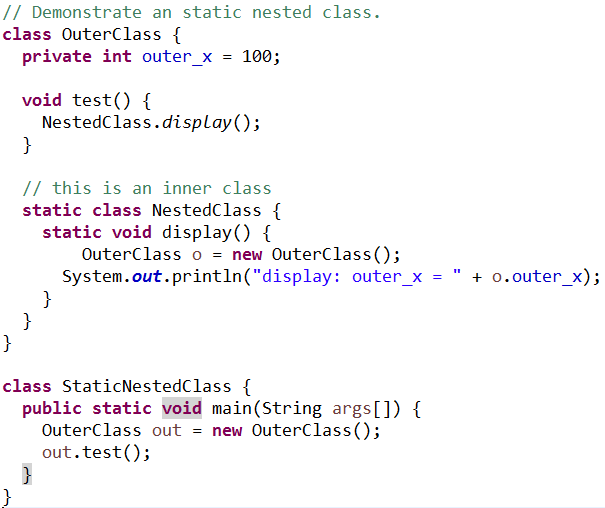 // Demonstrate an static nested class.
class OuterClass {
  private int outer_x = 100;

  void test() {
    NestedClass.display();
  }

  // this is an inner class
  static class NestedClass {
    static void display() {
        OuterClass o = new OuterClass();
      System.out.println("display: outer_x = " + o.outer_x);
    }
  }
}

class StaticNestedClass {
  public static void main(String args[]) {
    OuterClass out = new OuterClass();
    out.test();
  }
}